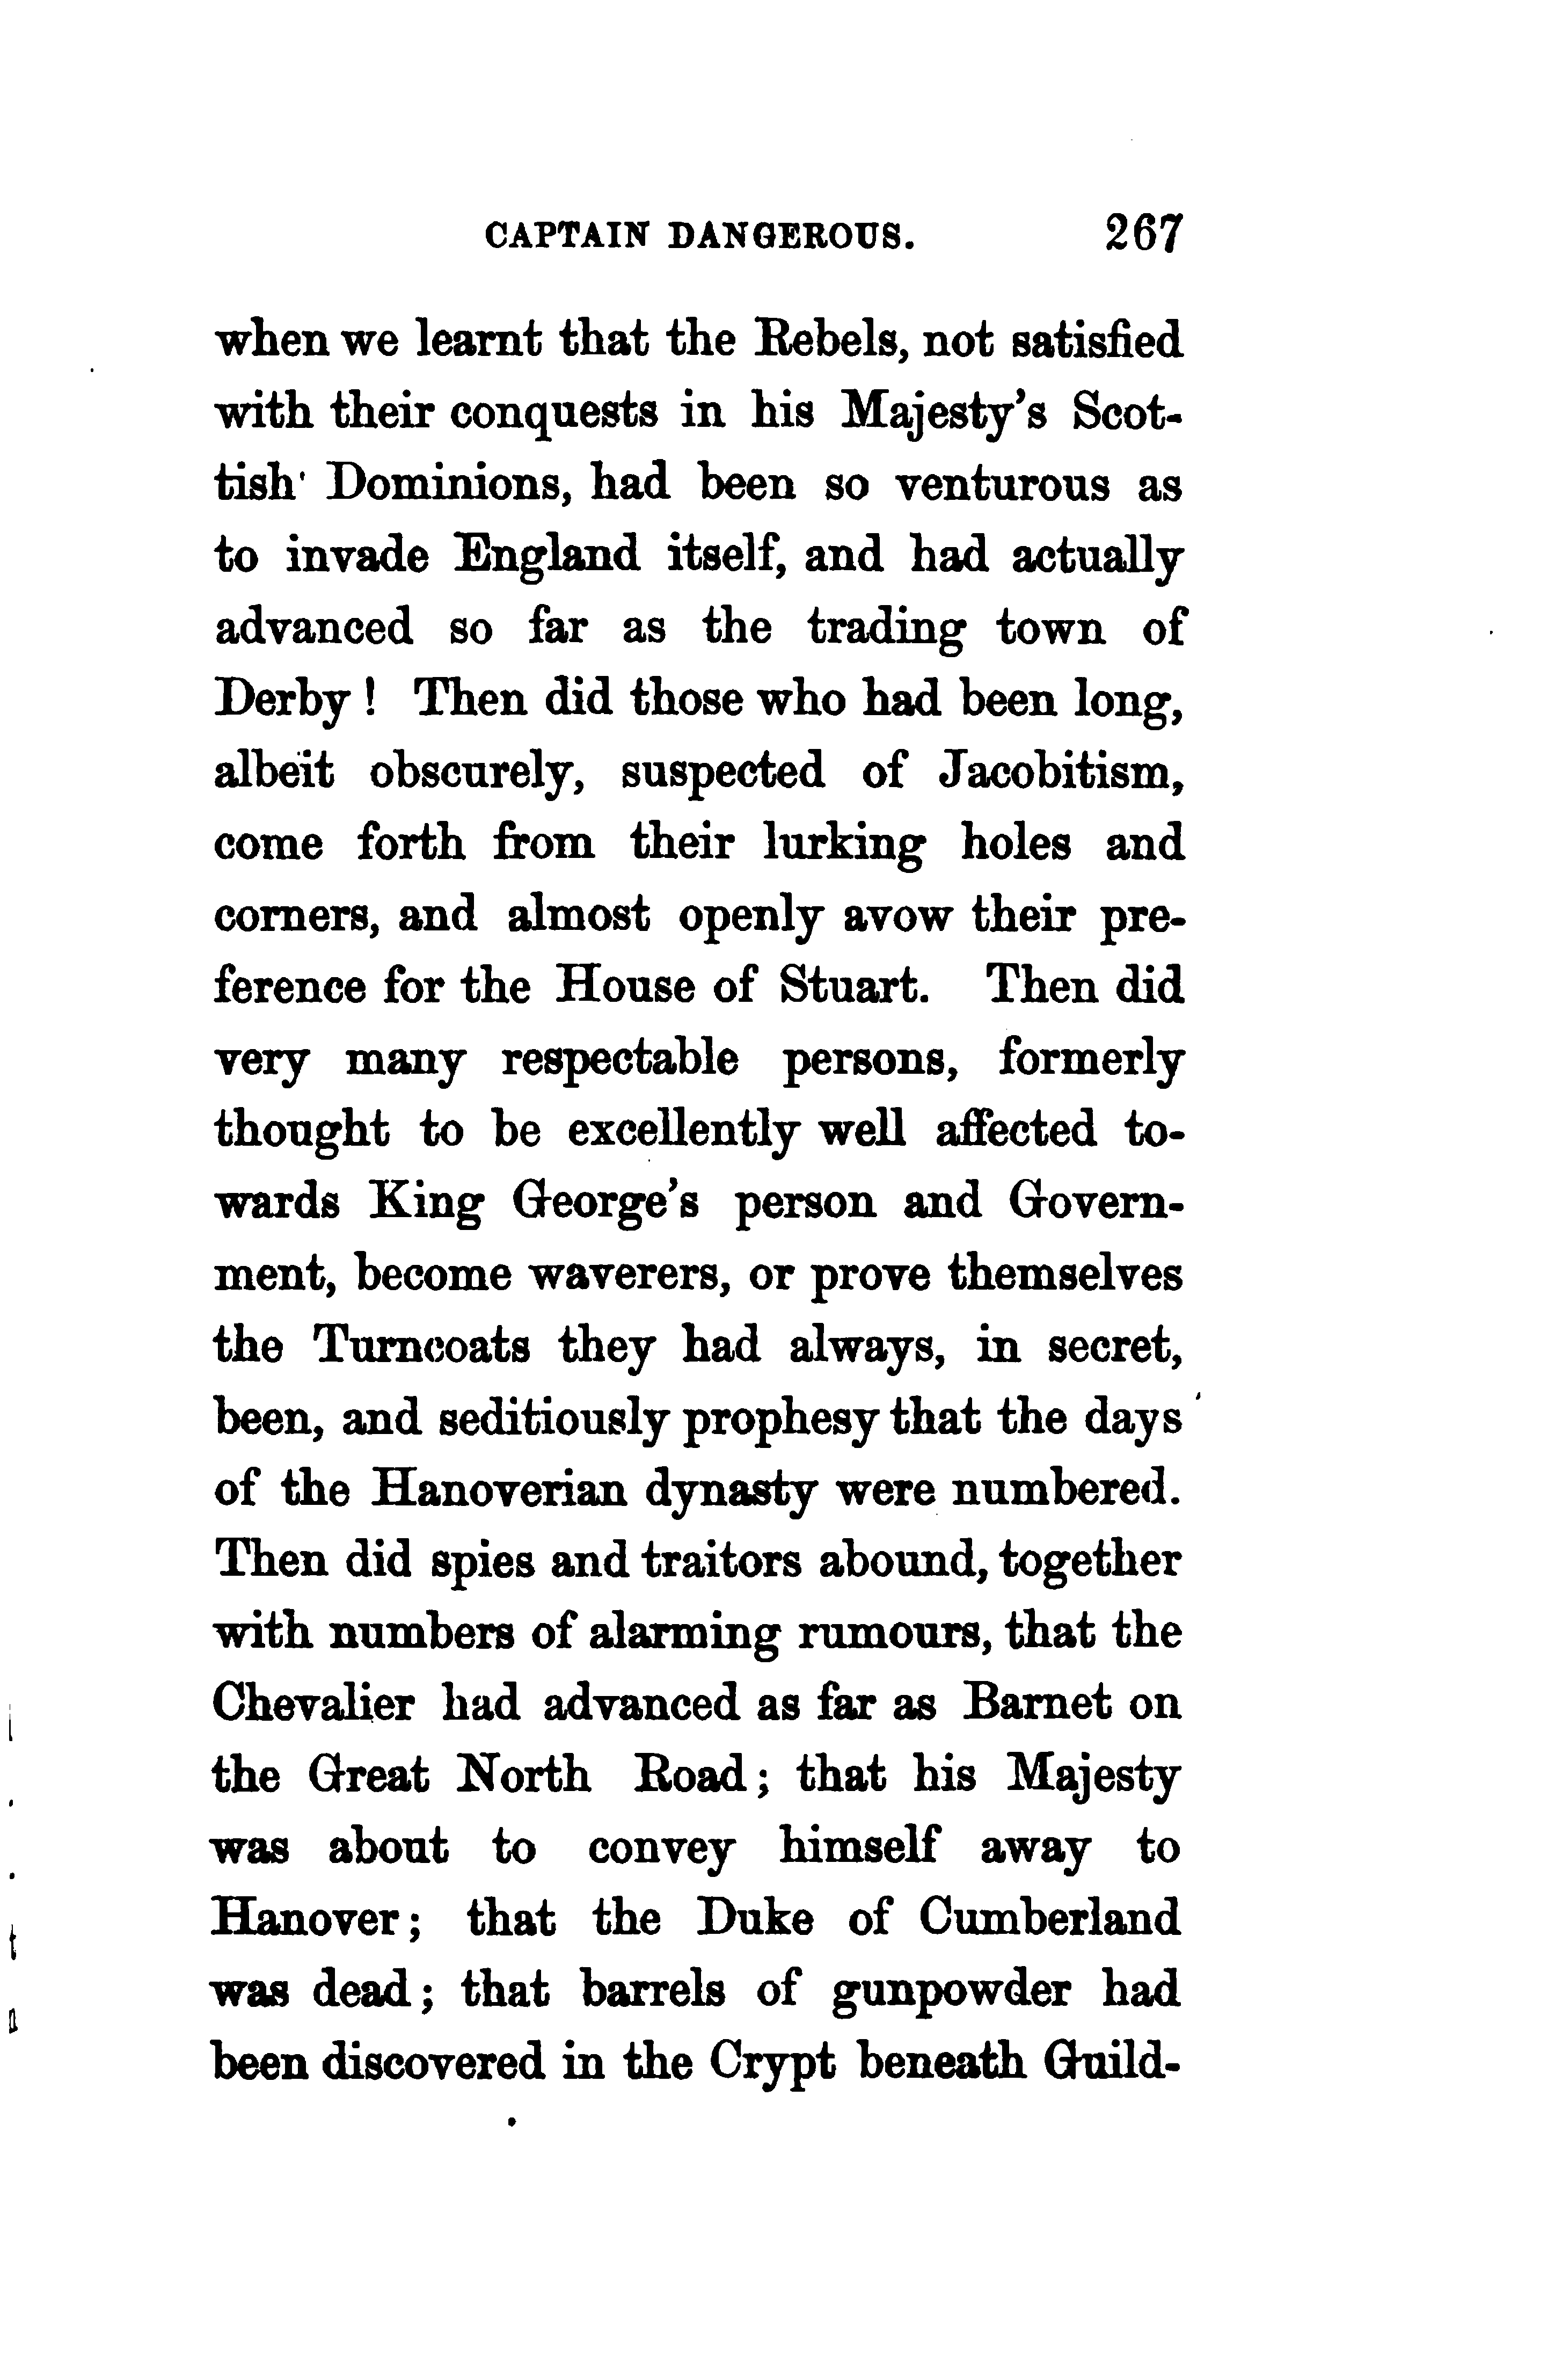 CAPTAIN DANGEROUS. 267
when we learnt that the Rebels, not satisfied
with their conquests in his Majesty's Scot-
tish Dominions, had been so venturous as
to invade England itself, and had actually
advanced so far as the trading town of
Derby! Then did those who had been long,
albeit obscurely, suspected of Jacobitism,
come forth from their lurking holes and
corners, and almost openly avow their pre-
ference for the House of Stuart. Then did
very many respectable persons, formerly
thought to be excellently well affected to-
wards King George's person and Govern-
ment, become waverers, or prove themselves
the Turncoats they had always, in secret,
been, and seditiously prophesy that the days
of the Hanoverian dynasty were numbered.
Then did spies and traitors abound, together
with numbers of alarming rumours, that the
Chevalier had advanced as far as Barnet on
the Great North Road; that his Majesty
was about to convey himself away to
Hanover; that the Duke of Cumberland
was dead; that barrels of gunpowder had
been discovered in the Crypt beneath Guild-